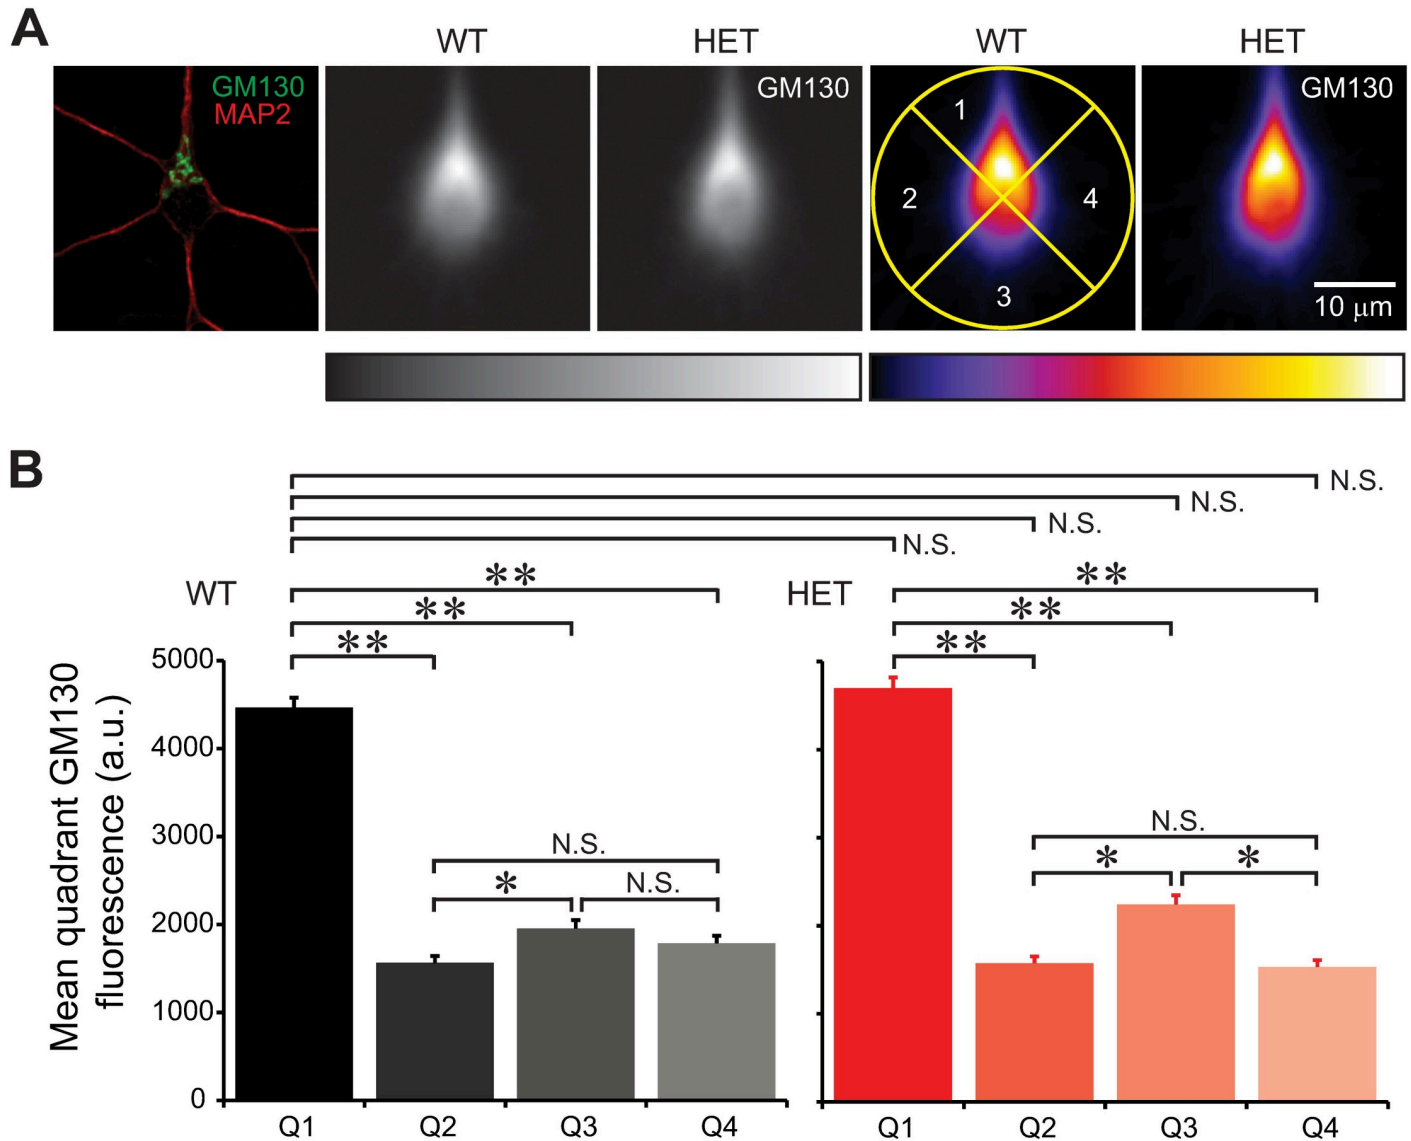 A
WT
HET
WT
HET
GM130
MAP2
GM130
1
2
4
3
GM130
10 μm
B
N.S.
N.S.
N.S.
N.S.
WT
**
**
**
HET
**
**
**
Mean quadrant GM130
fluorescence (a.u.)
5000
4000
3000
2000
1000
0
N.S.
*
N.S.
N.S.
*
*
Q1
Q2
Q3
Q4
Q1
Q2
Q3
Q4